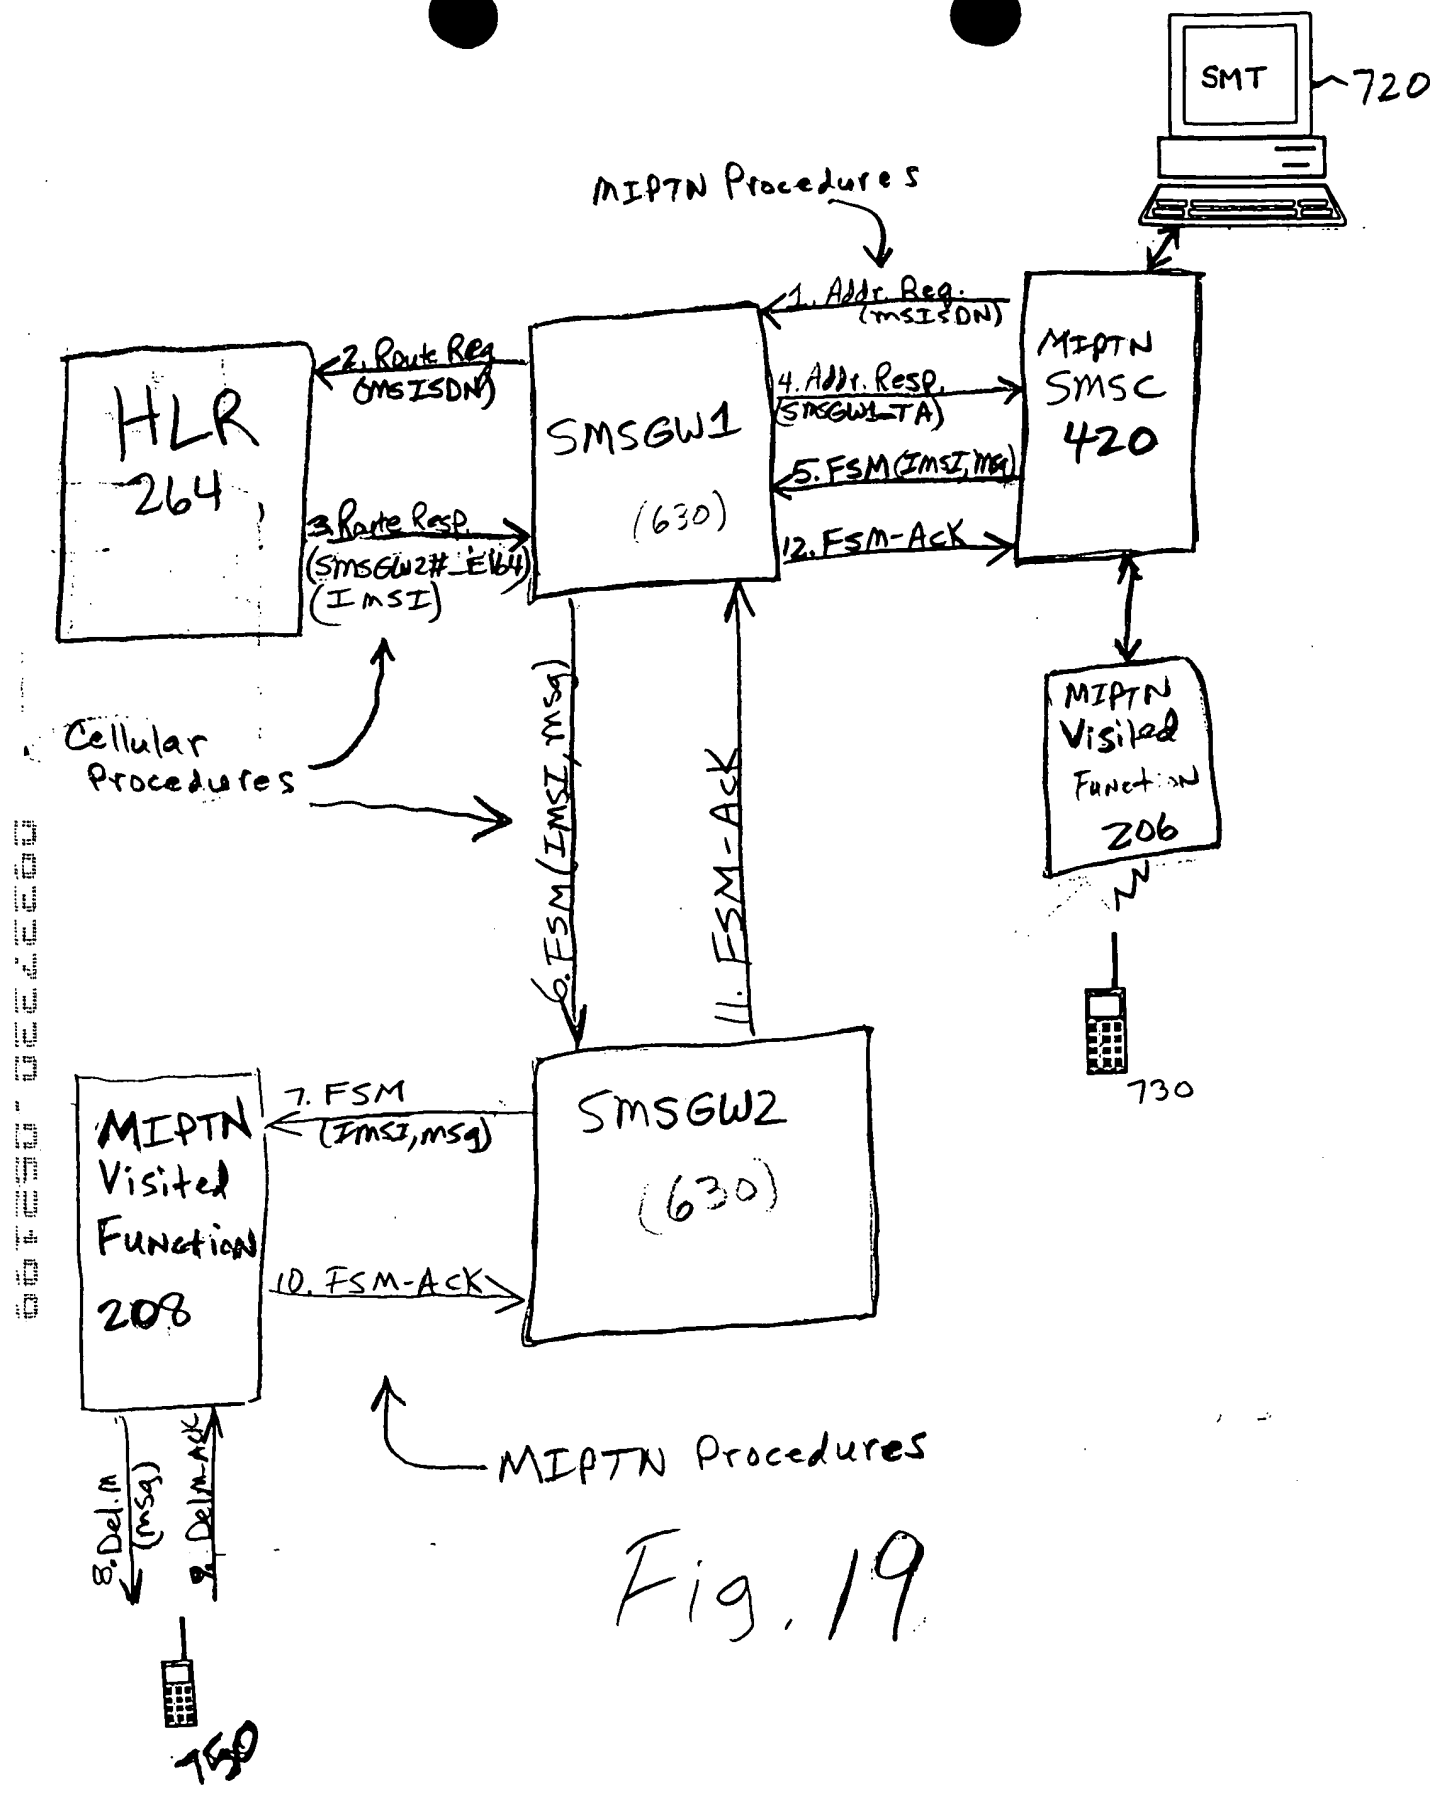 SMT
720
MIPTN Procedures
1. Addr. Req.
(MSISDN)
MIPTN
SMSC
420
2. Route Req
(MSISDN)
HLR
264
SMSGW1
(630)
4. Addr. Resp.
(SMSGW1_TA)
5. FSM (IMSI, msg)
12. FSM-Ack
3. Route Resp.
(SMSGW2#_E164)
(IMSI)
Cellular
Procedures
6. FSM (IMSI, msg)
11. FSM-Ack
MIPTN
Visited
Function
206
730
7. FSM
(IMSI, msg)
MIPTN
Visited
Function
208
SMSGW2
(630)
10. FSM-Ack
MIPTN Procedures
8. Del.m
(msg)
9. Delm-Ack
Fig. 19
750